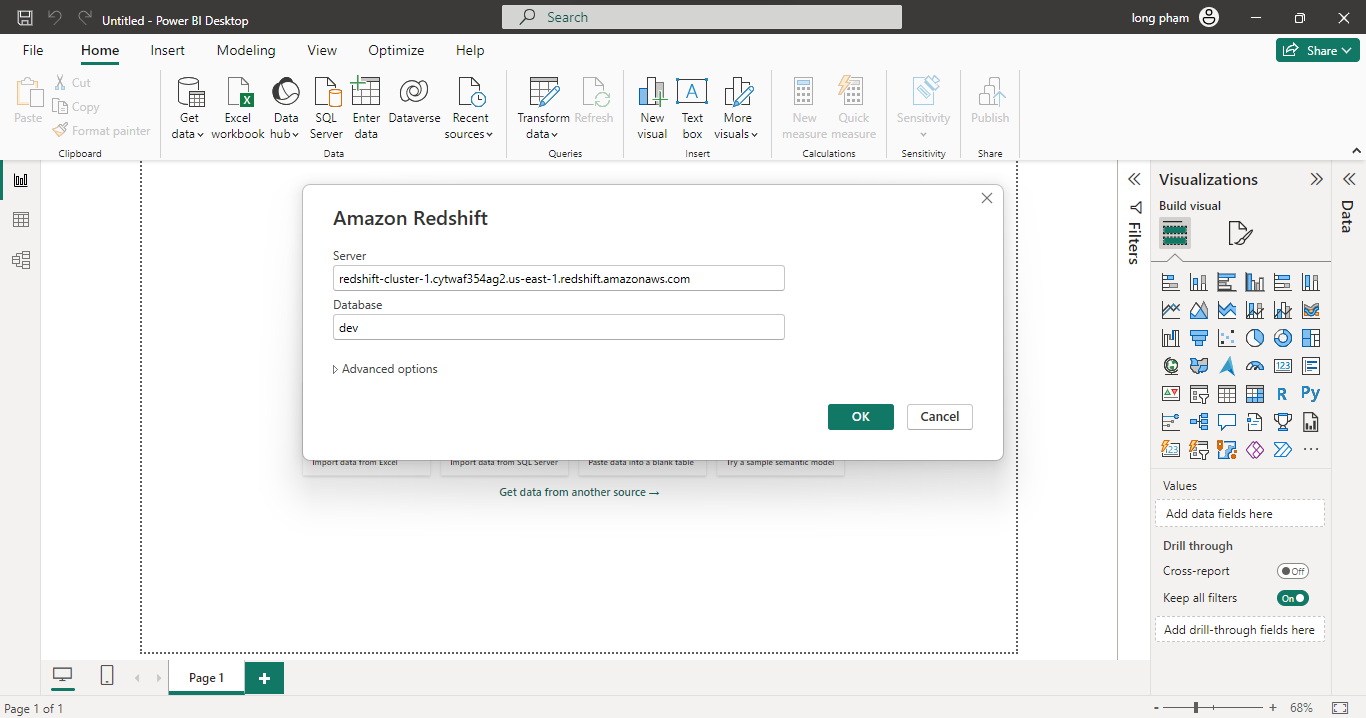 Untitled - Power BI Desktop
Search
long phạm
File Home Insert Modeling View Optimize Help
Share
Paste
Cut
Copy
Format painter
Clipboard
Get data
Excel workbook
Data hub
SQL Server
Enter data
Dataverse
Recent sources
Data
Transform data
Refresh
Queries
New visual
Text box
More visuals
Insert
New measure
Quick measure
Calculations
Sensitivity
Sensitivity
Publish
Share
Amazon Redshift
Server
redshift-cluster-1.cytwaf354ag2.us-east-1.redshift.amazonaws.com
Database
dev
Advanced options
OK
Cancel
Import data from Excel
Import data from SQL Server
Paste data into a blank table
Try a sample semantic model
Get data from another source →
Filters
Visualizations
Build visual
123
R
Py
123
Values
Add data fields here
Drill through
Cross-report
Off
Keep all filters
On
Add drill-through fields here
Data
Page 1
Page 1 of 1
- + 68%